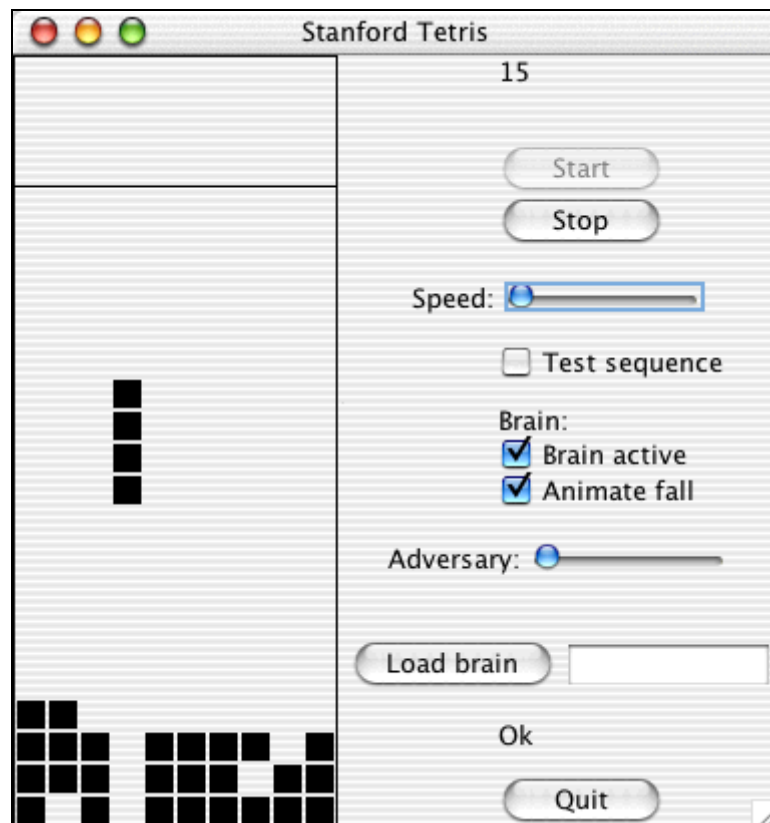 Stanford Tetris
15
Start
Stop
Speed:
Test sequence
Brain:
Brain active
Animate fall
Adversary:
Load brain
Ok
Quit